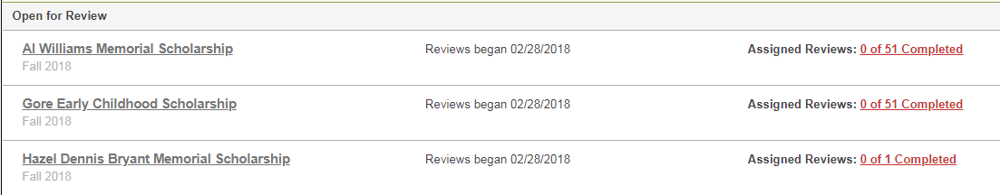 Open for Review
Al Williams Memorial Scholarship Reviews began 02/28/2018 Assigned Reviews: 0 of 51 Completed
Fall 2018
Gore Early Childhood Scholarship Reviews began 02/28/2018 Assigned Reviews: 0 of 51 Completed
Fall 2018
Hazel Dennis Bryant Memorial Scholarship Reviews began 02/28/2018 Assigned Reviews: 0 of 1 Completed
Fall 2018